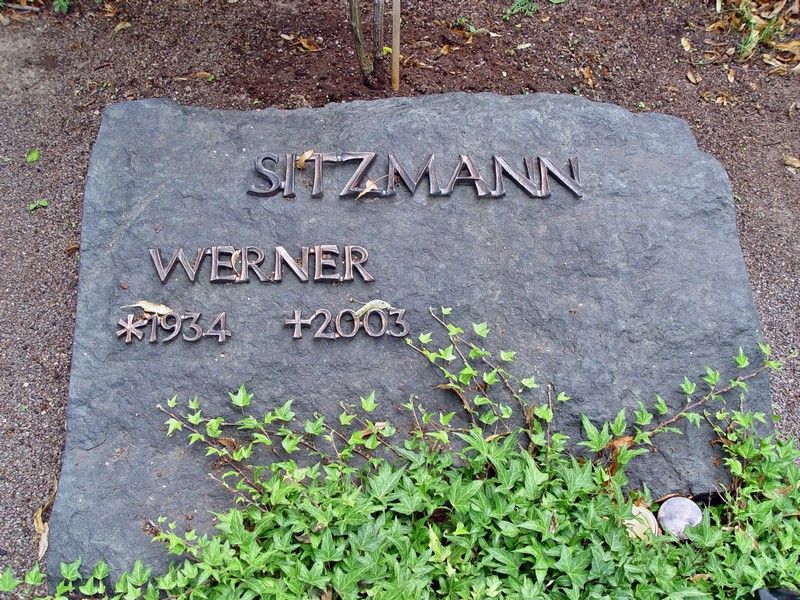 SITZMANN
WERNER
*1934 +2003